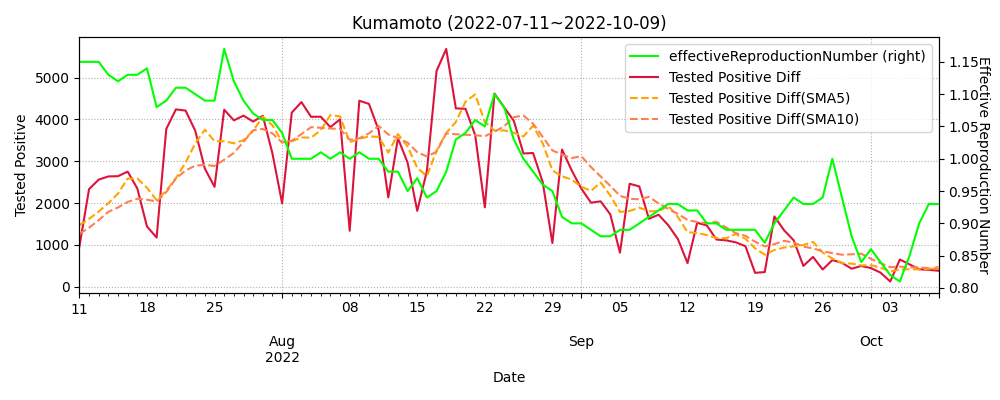 Kumamoto (2022-07-11~2022-10-09)
effectiveReproductionNumber (right)
Tested Positive Diff
Tested Positive Diff(SMA5)
Tested Positive Diff(SMA10)
Tested Positive
5000
4000
3000
2000
1000
0
1.15
1.10
1.05
1.00
0.95
0.90
0.85
0.80
Effective Reproduction Number
11 18 25 08 15 22 29 05 12 19 26 03
Aug Sep Oct
2022
Date